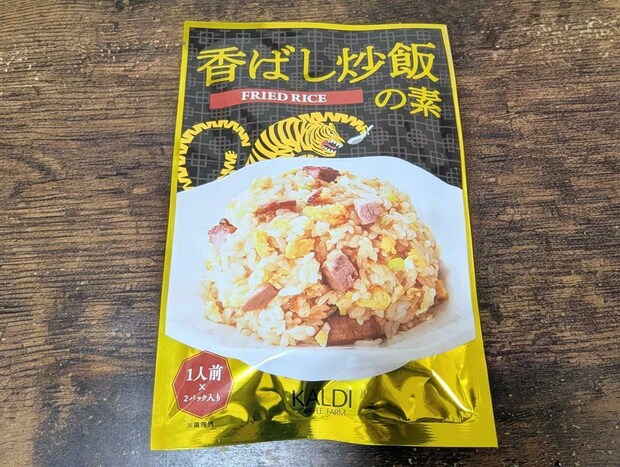 香ばし炒飯
の素
FRIED RICE
1人前
×
2パック入り
KALDI
COFFEE FARM